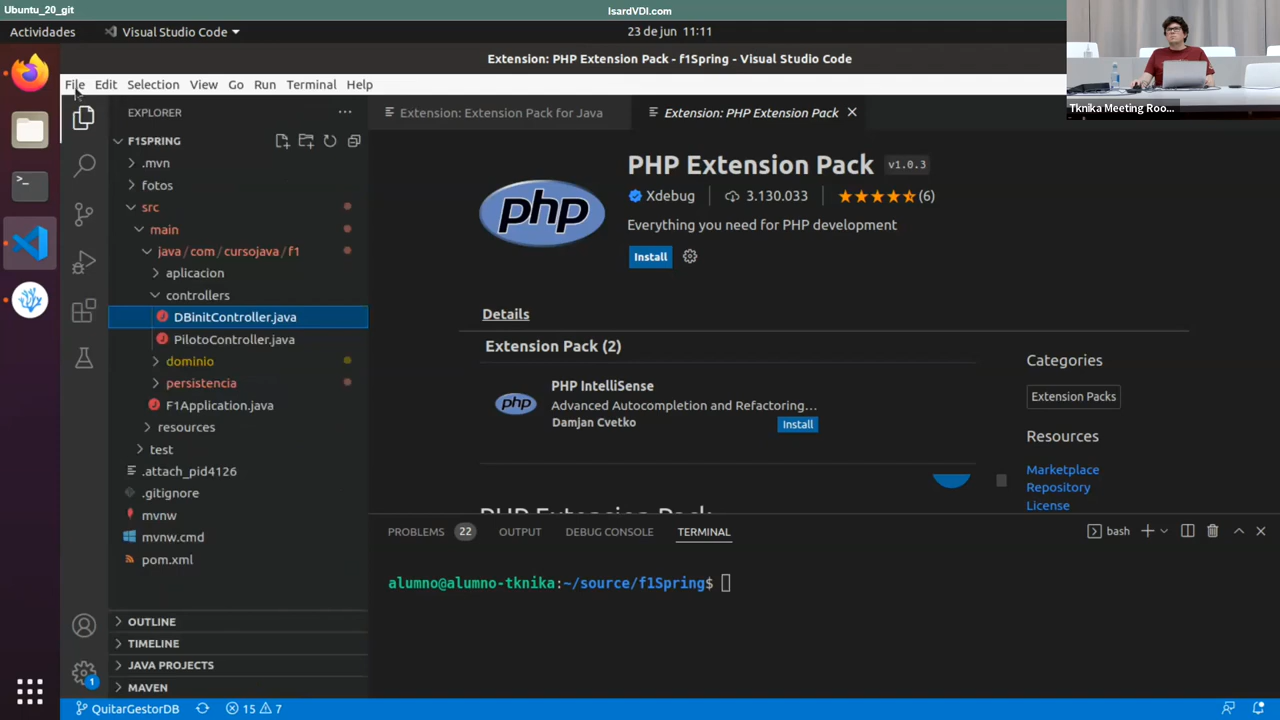 Ubuntu_20_git
IsardVDI.com
Actividades
Visual Studio Code
23 de jun 11:11
Extension: PHP Extension Pack - f1Spring - Visual Studio Code
File Edit Selection View Go Run Terminal Help
Tknika Meeting Roo...
EXPLORER
Extension: Extension Pack for Java
Extension: PHP Extension Pack
F1SPRING
.mvn
fotos
src
main
java / com / cursojava / f1
aplicacion
controllers
DBinitController.java
PilotoController.java
dominio
persistencia
F1Application.java
resources
test
.attach_pid4126
.gitignore
mvnw
mvnw.cmd
pom.xml
OUTLINE
TIMELINE
JAVA PROJECTS
MAVEN
php
PHP Extension Pack v1.0.3
Xdebug 3.130.033 (6)
Everything you need for PHP development
Install
Details
Extension Pack (2)
php
PHP IntelliSense
Advanced Autocompletion and Refactoring…
Damjan Cvetko
Install
PHP Extension Pack
Categories
Extension Packs
Resources
Marketplace
Repository
License
PROBLEMS 22 OUTPUT DEBUG CONSOLE TERMINAL
bash
alumno@alumno-tknika:~/source/f1Spring$
1
QuitarGestorDB 15 7